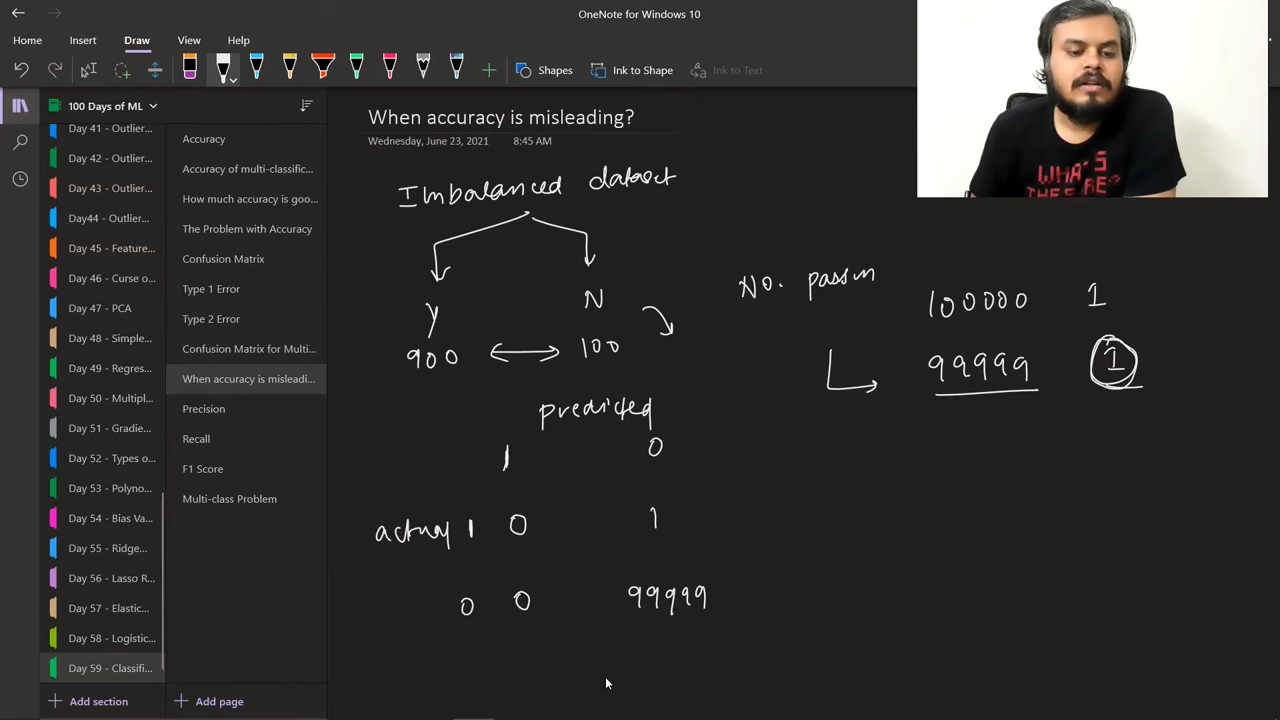 OneNote for Windows 10
Home Insert Draw View Help
Shapes Ink to Shape Ink to Text
100 Days of ML
Day 41 - Outlier...
Day 42 - Outlier...
Day 43 - Outlier...
Day44 - Outlier...
Day 45 - Feature...
Day 46 - Curse o...
Day 47 - PCA
Day 48 - Simple...
Day 49 - Regres...
Day 50 - Multipl...
Day 51 - Gradie...
Day 52 - Types o...
Day 53 - Polyno...
Day 54 - Bias Va...
Day 55 - Ridge...
Day 56 - Lasso R...
Day 57 - Elastic...
Day 58 - Logistic...
Day 59 - Classifi...
Add section
Accuracy
Accuracy of multi-classific...
How much accuracy is goo...
The Problem with Accuracy
Confusion Matrix
Type 1 Error
Type 2 Error
Confusion Matrix for Multi...
When accuracy is misleadi...
Precision
Recall
F1 Score
Multi-class Problem
Add page
When accuracy is misleading?
Wednesday, June 23, 2021 8:45 AM
Imbalanced dataset
Y N
900 100
predicted
1 0
actual 1 0 1
0 0 99999
No. passin
100000 1
99999 1
WHAT'S